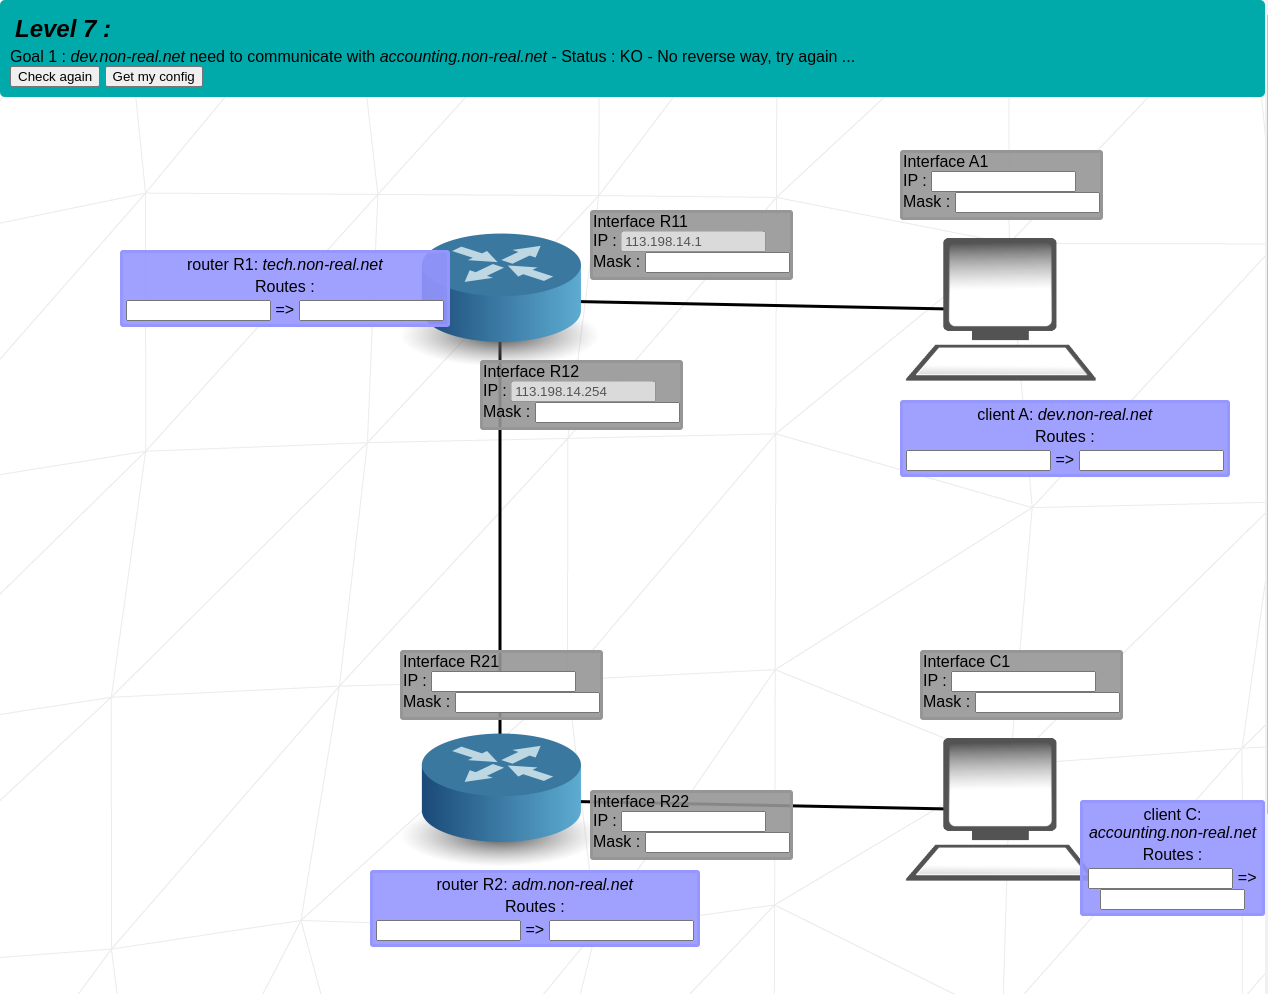 Level 7 :
Goal 1 : dev.non-real.net need to communicate with accounting.non-real.net - Status : KO - No reverse way, try again ...
Check again Get my config
Interface A1
IP :
Mask :
Interface R11
IP : 113.198.14.1
Mask :
router R1: tech.non-real.net
Routes :
=>
Interface R12
IP : 113.198.14.254
Mask :
client A: dev.non-real.net
Routes :
=>
Interface R21
IP :
Mask :
Interface C1
IP :
Mask :
Interface R22
IP :
Mask :
client C:
accounting.non-real.net
Routes :
=>
router R2: adm.non-real.net
Routes :
=>